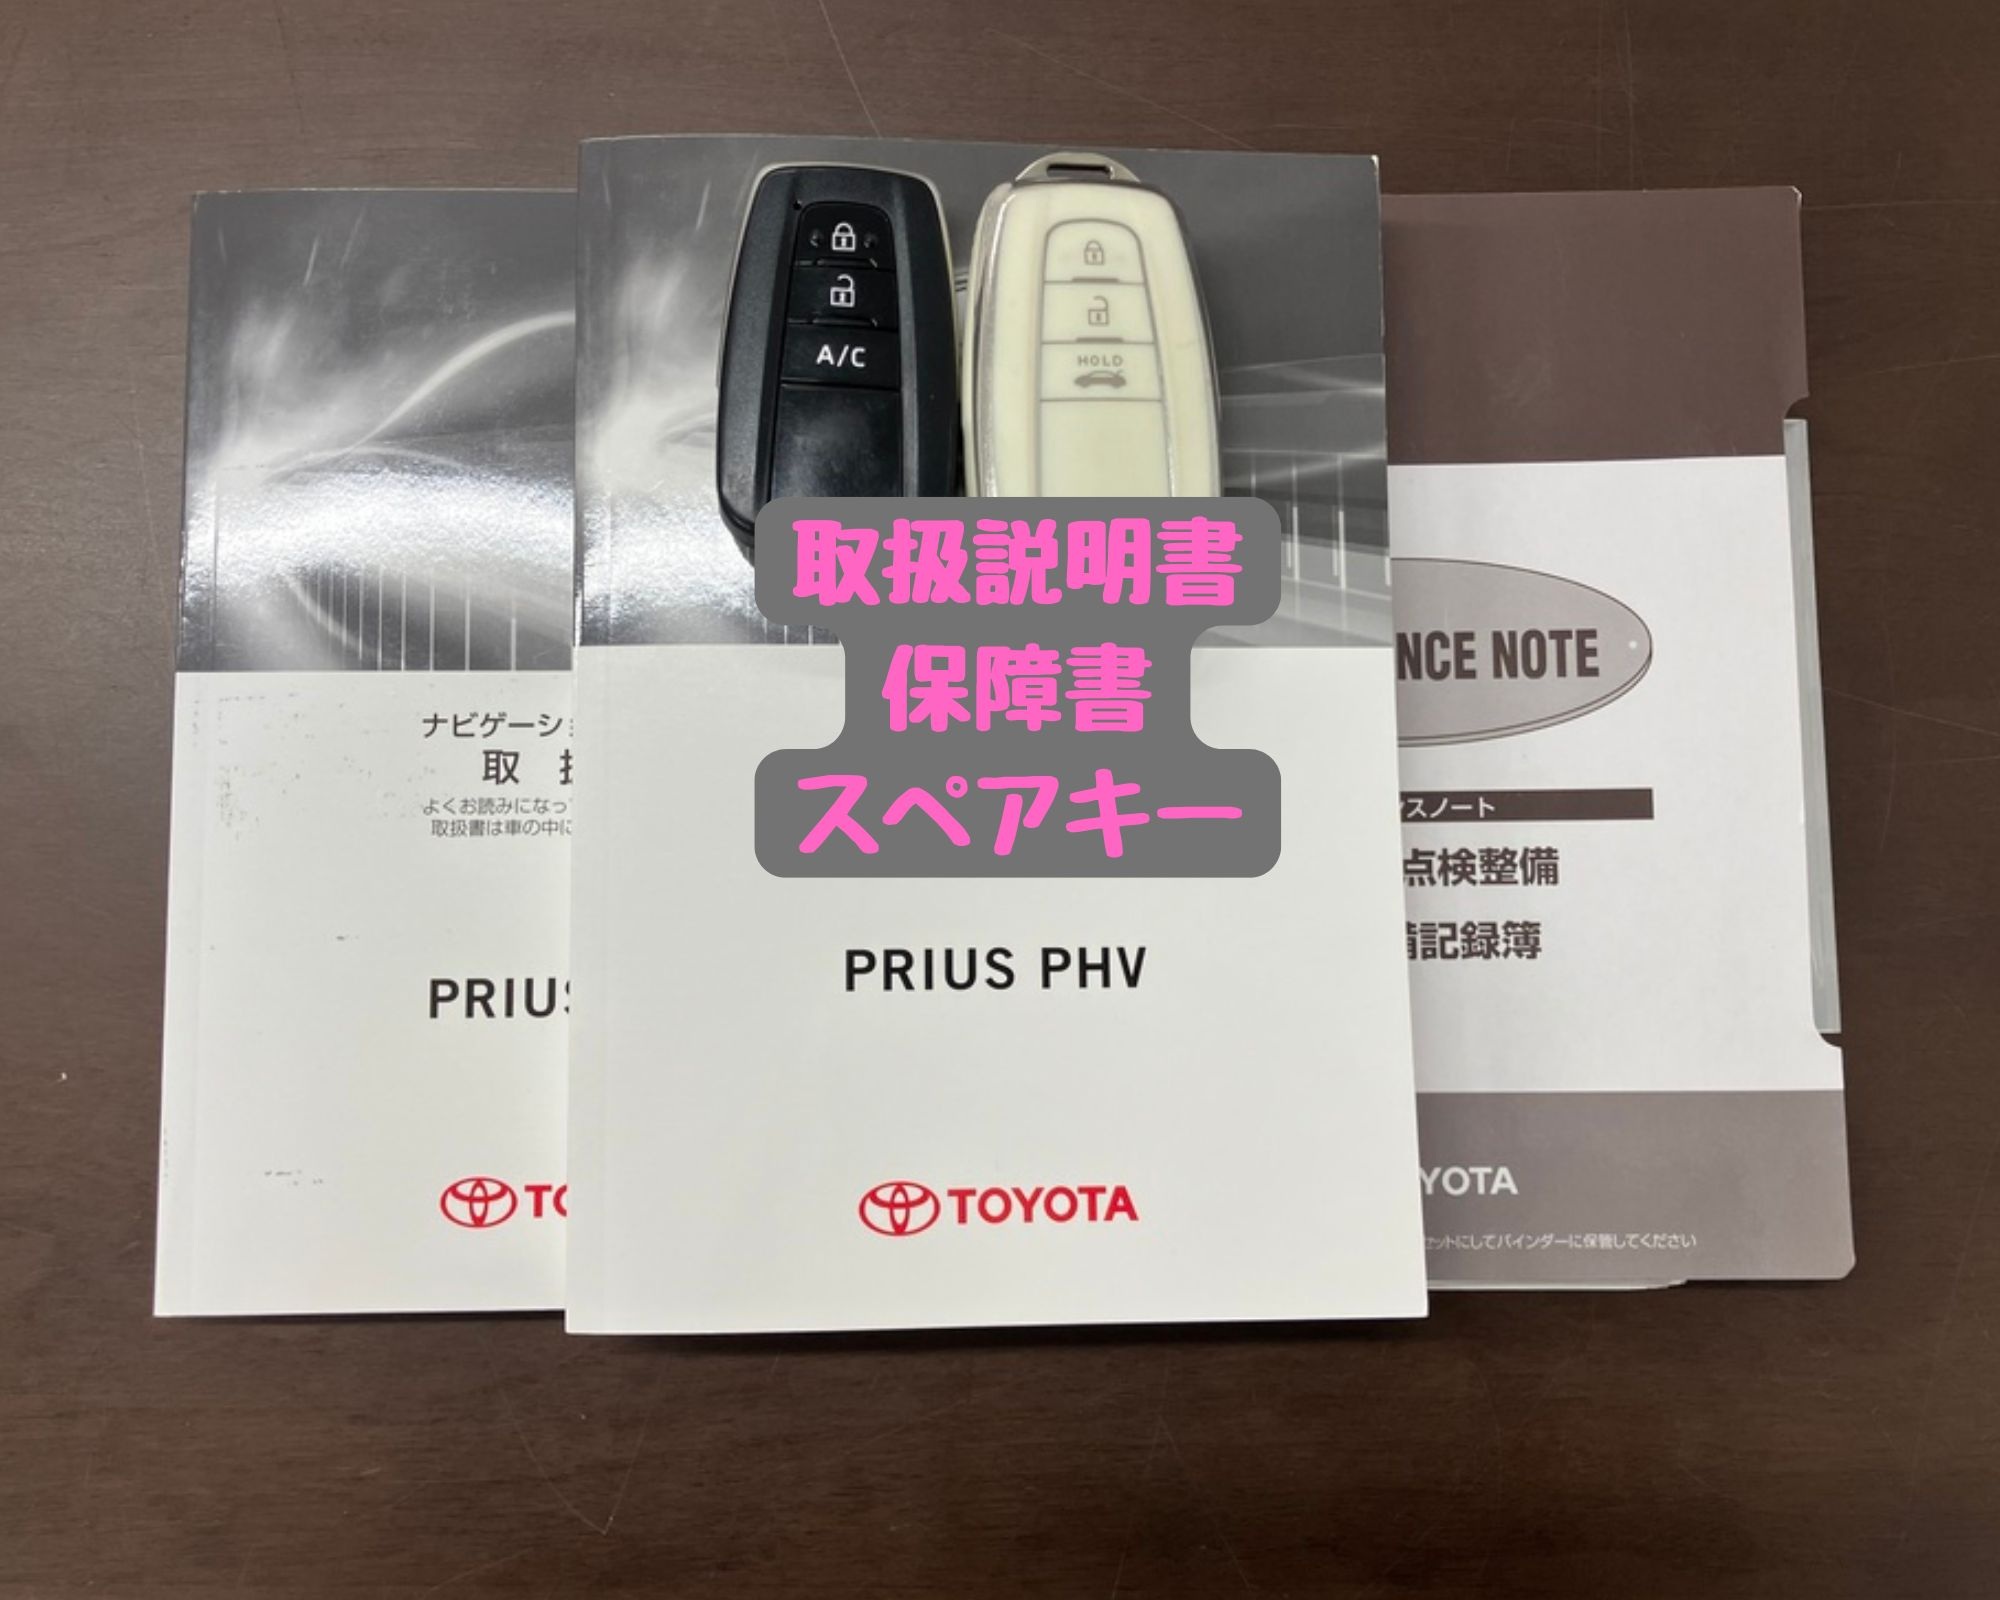 A/C
HOLD
取扱説明書
保障書
スペアキー
ナビゲーショ
取
よくお読みになっ
取扱書は車の中に
PRIUS
PRIUS PHV
TOYOTA
NCE NOTE
スノート
点検整備
備記録簿
YOTA
セットにしてバインダーに保管してください